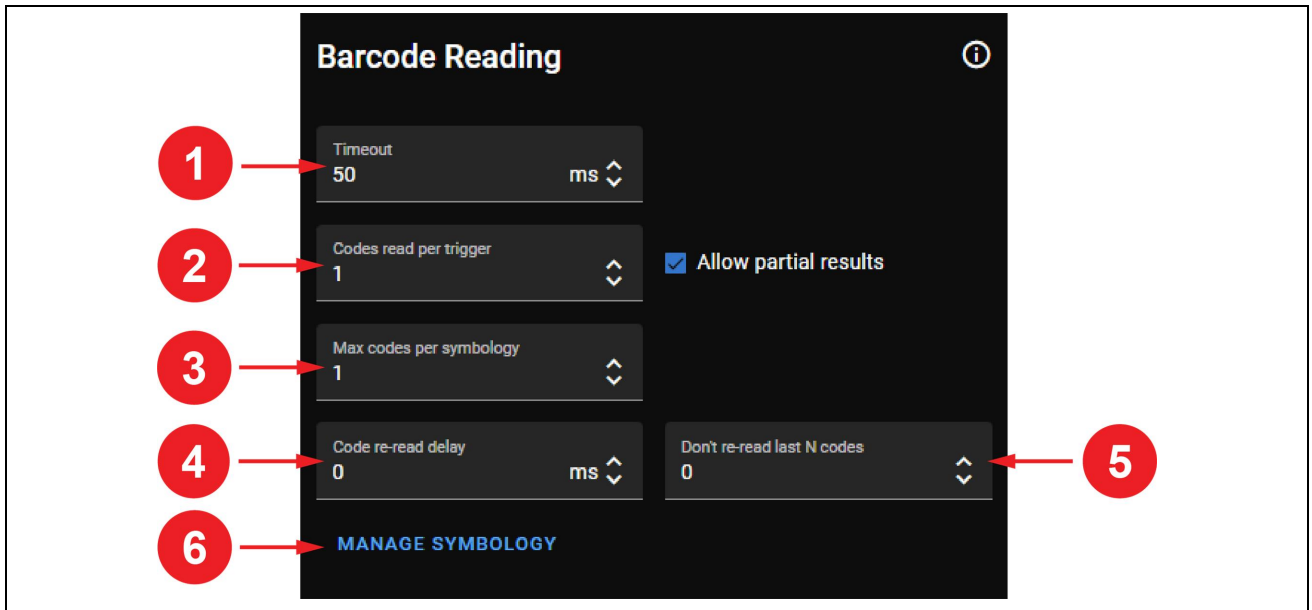 Barcode Reading
1
Timeout
50 ms
2
Codes read per trigger
1
Allow partial results
3
Max codes per symbology
1
4
Code re-read delay
0 ms
Don't re-read last N codes
0
5
6
MANAGE SYMBOLOGY